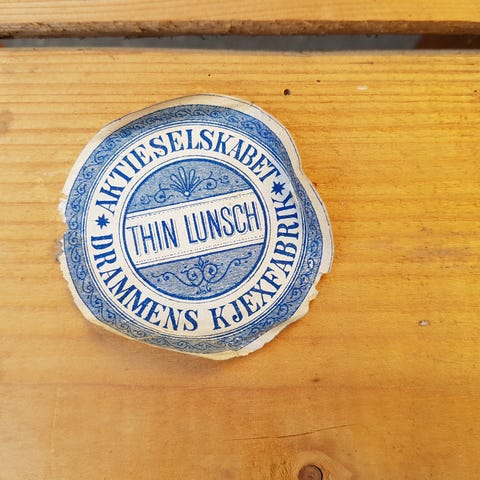 AKTIESELSKABET
THIN LUNSCH
DRAMMENS KJEXFABRIK